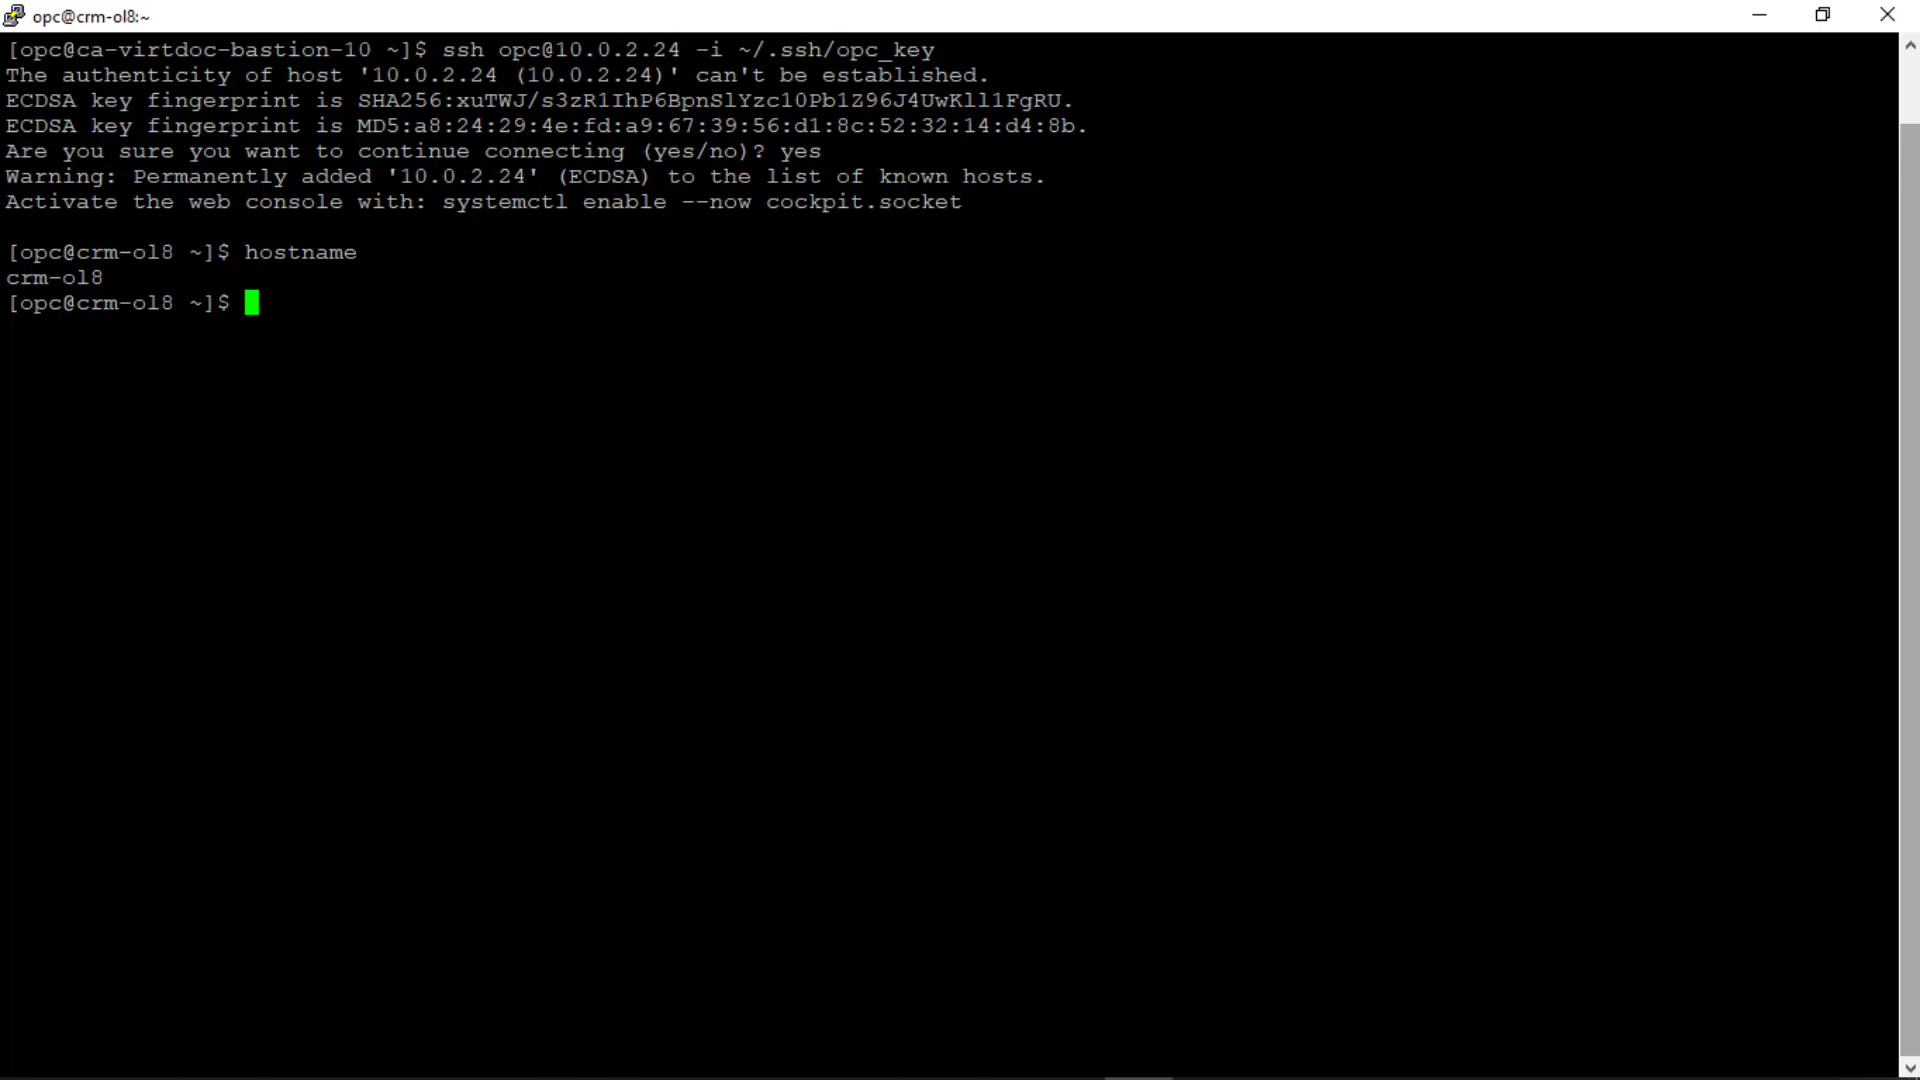 opc@crm-ol8:~
[opc@ca-virtdoc-bastion-10 ~]$ ssh opc@10.0.2.24 -i ~/.ssh/opc_key
The authenticity of host '10.0.2.24 (10.0.2.24)' can't be established.
ECDSA key fingerprint is SHA256:xuTWJ/s3zR1IhP6BpnSlYzc10Pb1Z96J4UwKll1FgRU.
ECDSA key fingerprint is MD5:a8:24:29:4e:fd:a9:67:39:56:d1:8c:52:32:14:d4:8b.
Are you sure you want to continue connecting (yes/no)? yes
Warning: Permanently added '10.0.2.24' (ECDSA) to the list of known hosts.
Activate the web console with: systemctl enable --now cockpit.socket
[opc@crm-ol8 ~]$ hostname
crm-ol8
[opc@crm-ol8 ~]$